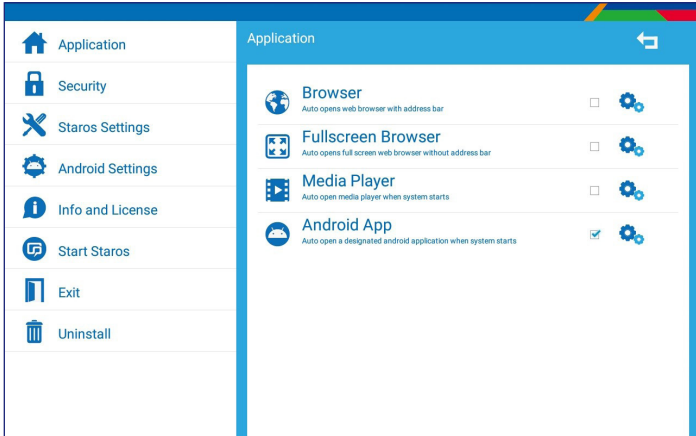 Application
Security
Staros Settings
Android Settings
Info and License
Start Staros
Exit
Uninstall
Application
Browser
Auto opens web browser with address bar
Fullscreen Browser
Auto opens full screen web browser without address bar
Media Player
Auto open media player when system starts
Android App
Auto open a designated android application when system starts